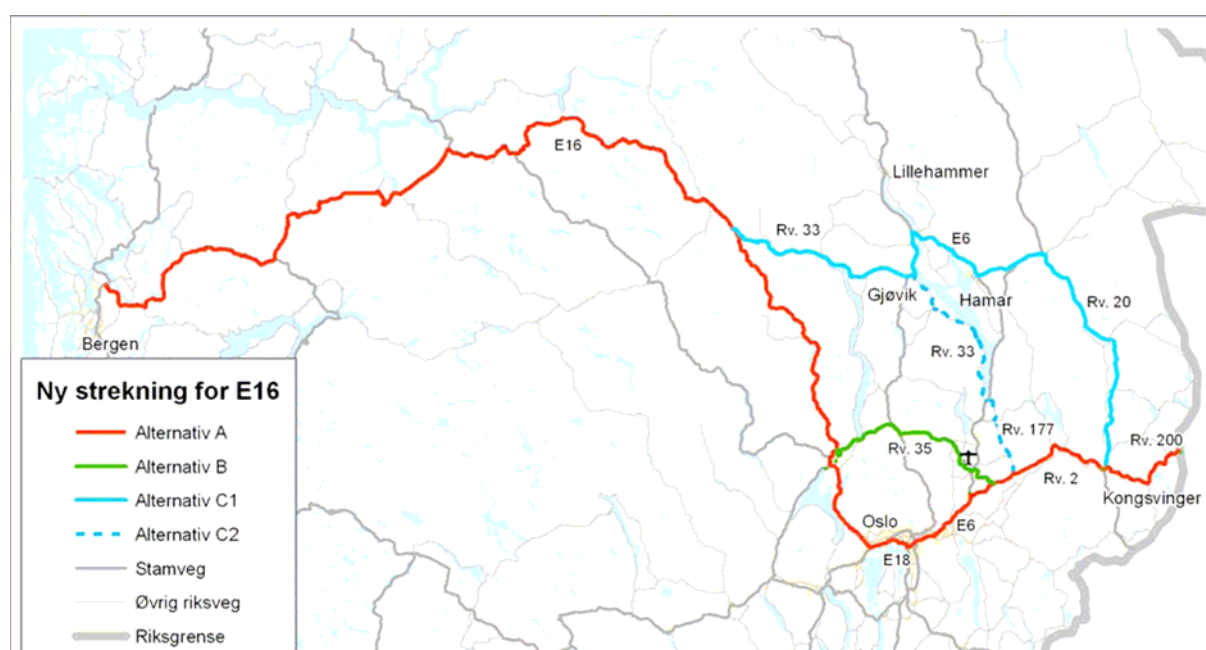 E16
Lillehammer
Rv. 33
E6
Gjøvik
Hamar
Rv. 20
Bergen
Rv. 33
Ny strekning for E16
Alternativ A
Alternativ B
Alternativ C1
Alternativ C2
Stamveg
Øvrig riksveg
Riksgrense
Rv. 177
Rv. 200
Rv. 35
Rv. 2
Kongsvinger
Oslo
E6
E18